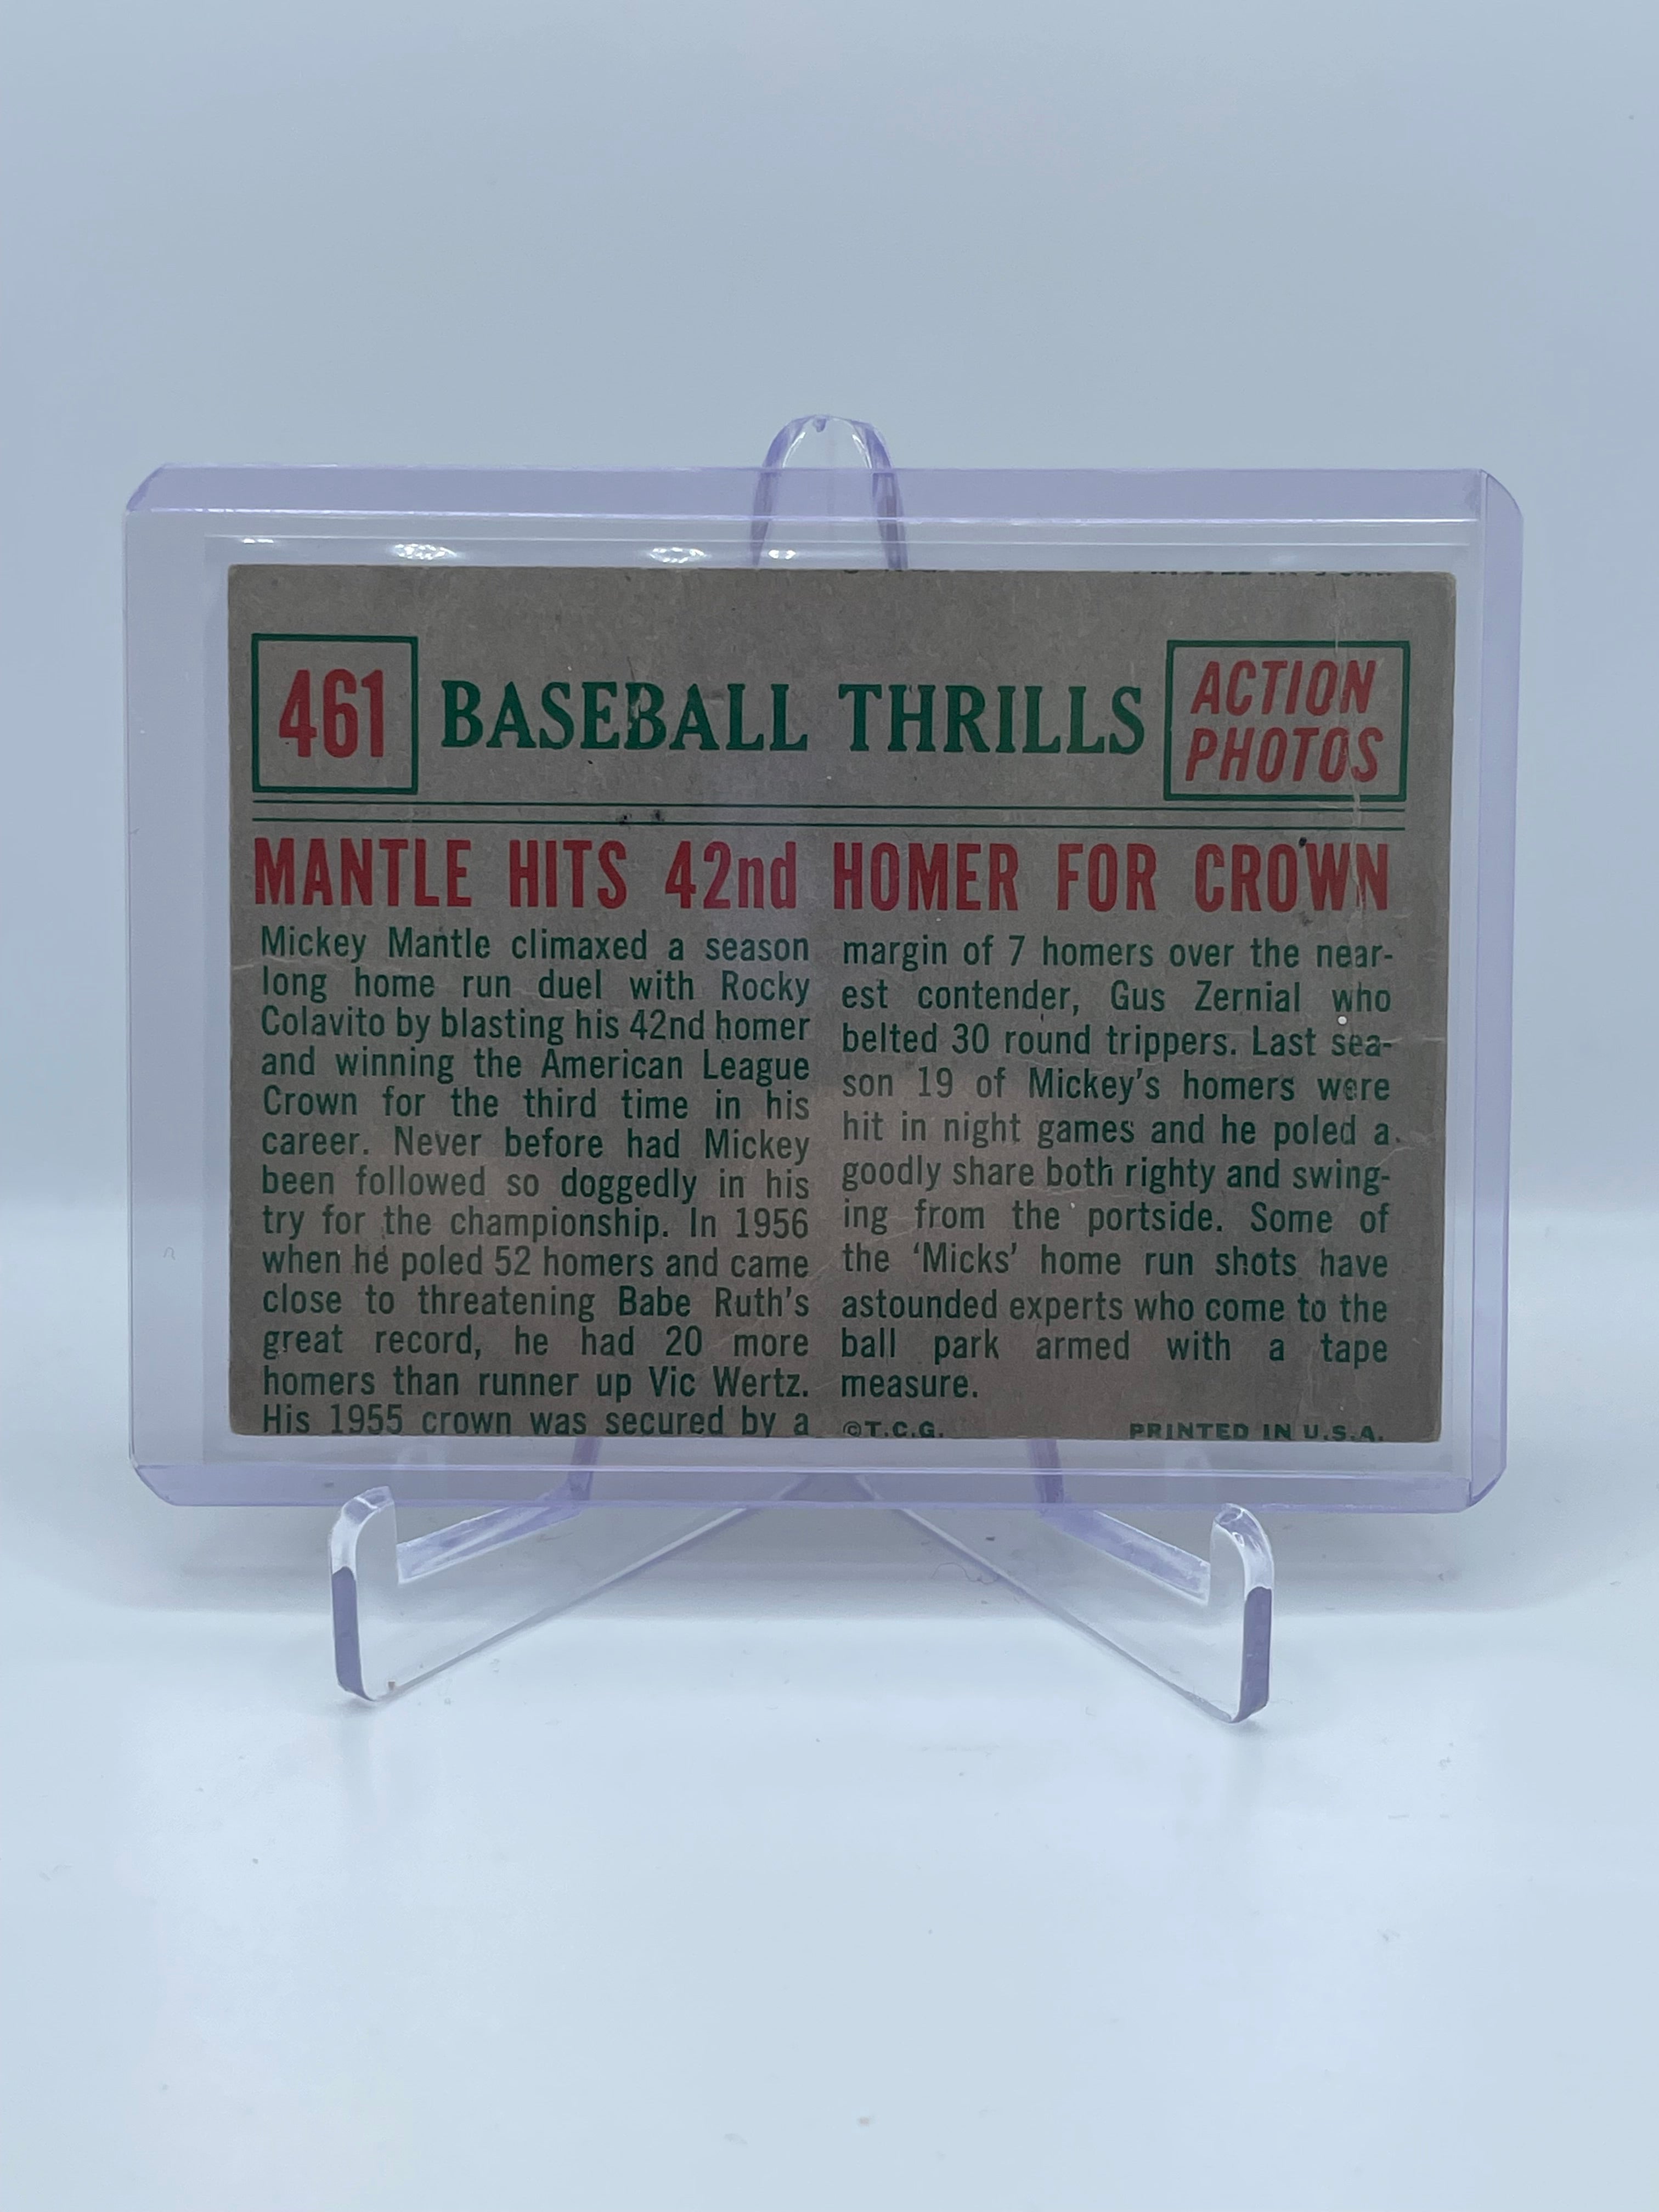 461
BASEBALL THRILLS
ACTION
PHOTOS
MANTLE HITS 42nd HOMER FOR CROWN
Mickey Mantle climaxed a season
long home run duel with Rocky
Colavito by blasting his 42nd homer
and winning the American League
Crown for the third time in his
career. Never before had Mickey
been followed so doggedly in his
try for the championship. In 1956
when he poled 52 homers and came
close to threatening Babe Ruth's
great record, he had 20 more
homers than runner up Vic Wertz.
His 1955 crown was secured by a
margin of 7 homers over the near-
est contender, Gus Zernial who
belted 30 round trippers. Last sea-
son 19 of Mickey's homers were
hit in night games and he poled a
goodly share both righty and swing-
ing from the portside. Some of
the 'Micks' home run shots have
astounded experts who come to the
ball park armed with a tape
measure.
©T.C.G.
PRINTED IN U.S.A.